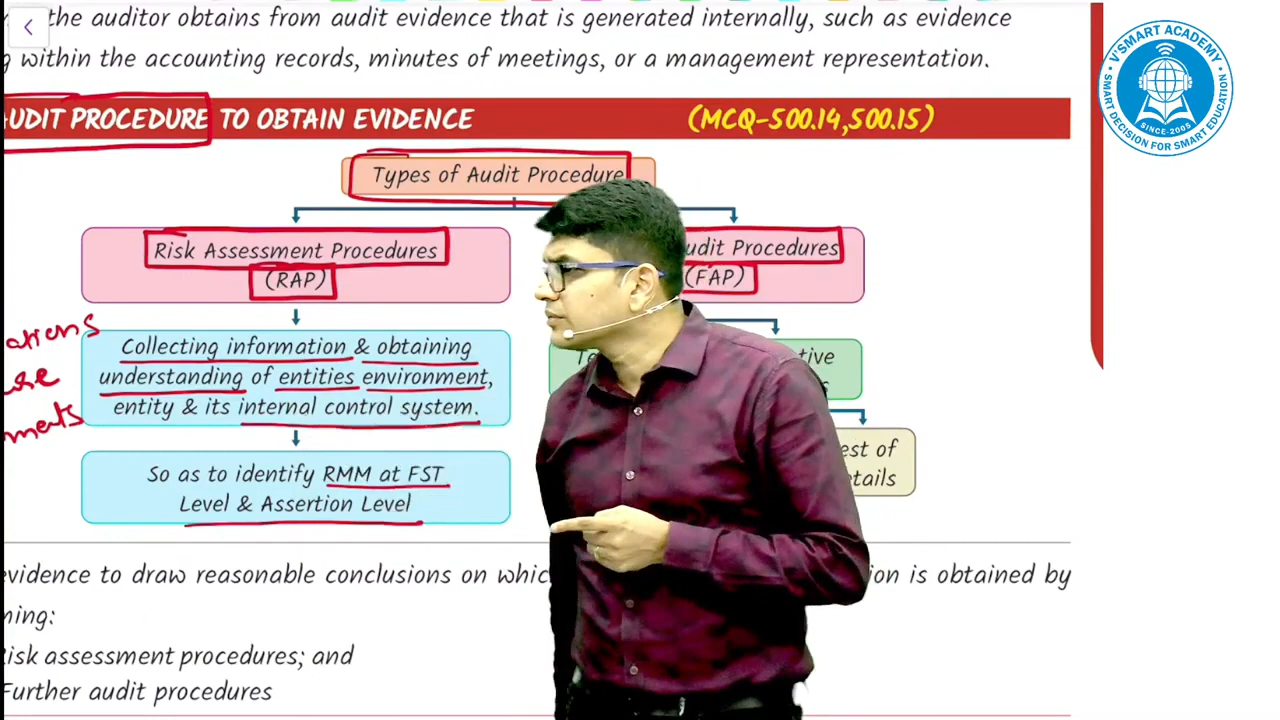 the auditor obtains from audit evidence that is generated internally, such as evidence
within the accounting records, minutes of meetings, or a management representation.
AUDIT PROCEDURE TO OBTAIN EVIDENCE (MCQ-500.14,500.15)
Types of Audit Procedure
Risk Assessment Procedures
(RAP)
udit Procedures
(FAP)
ations
Collecting information & obtaining
understanding of entities environment,
entity & its internal control system.
Te
tive
So as to identify RMM at FST
Level & Assertion Level
est of
etails
evidence to draw reasonable conclusions on whic
ion is obtained by
ning:
isk assessment procedures; and
Further audit procedures
V'SMART ACADEMY
SINCE-2005
SMART DECISION FOR SMART EDUCATION